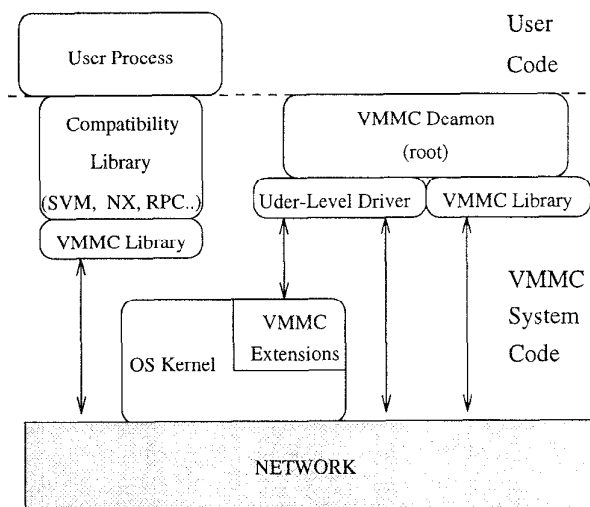 User Process
User
Code
Compatibility
Library
(SVM, NX, RPC..)
VMMC Library
VMMC Deamon
(root)
Uder-Level Driver
VMMC Library
OS Kernel
VMMC
Extensions
VMMC
System
Code
NETWORK